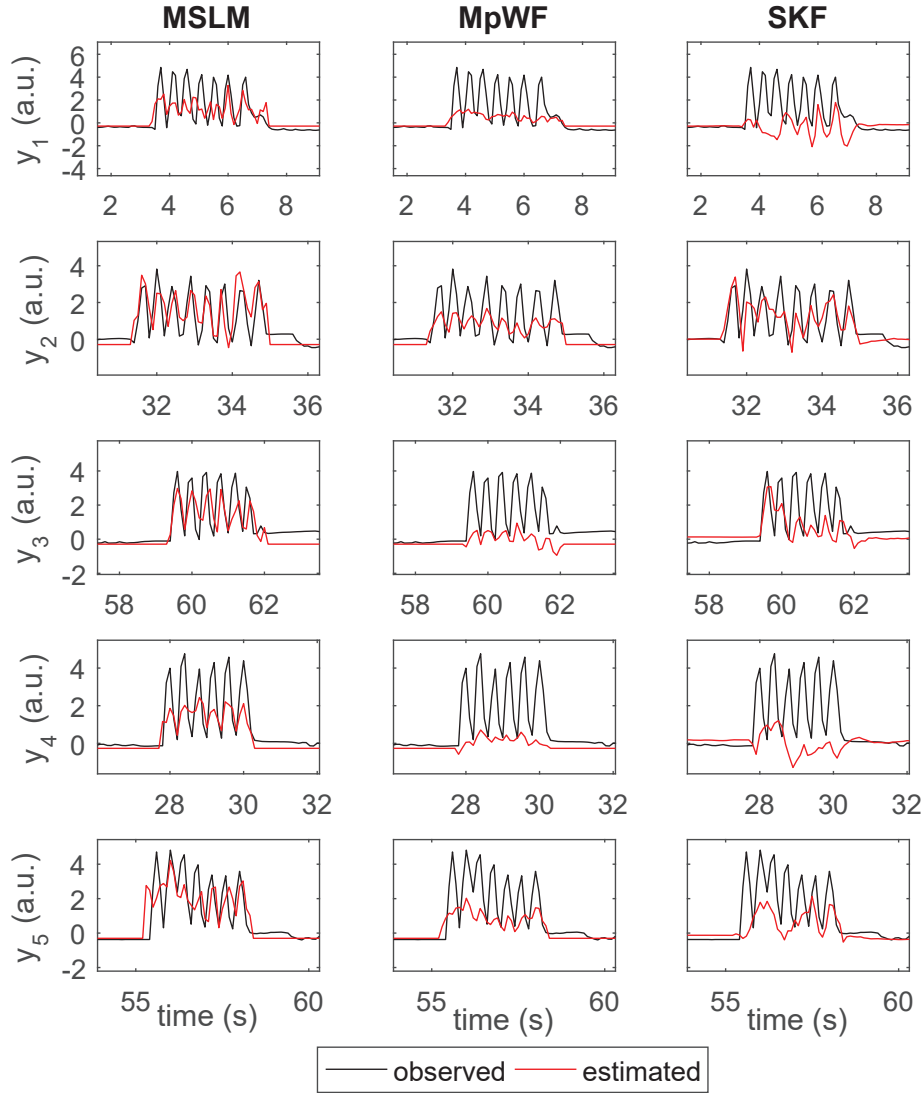 MSLM MpWF SKF
y1 (a.u.)
6
4
2
0
-2
-4
2 4 6 8
2 4 6 8
2 4 6 8
y2 (a.u.)
4
2
0
32 34 36
32 34 36
32 34 36
y3 (a.u.)
4
2
0
-2
58 60 62
58 60 62
58 60 62
y4 (a.u.)
4
2
0
28 30 32
28 30 32
28 30 32
y5 (a.u.)
4
2
0
-2
55 60
55 60
55 60
time (s) time (s) time (s)
observed estimated